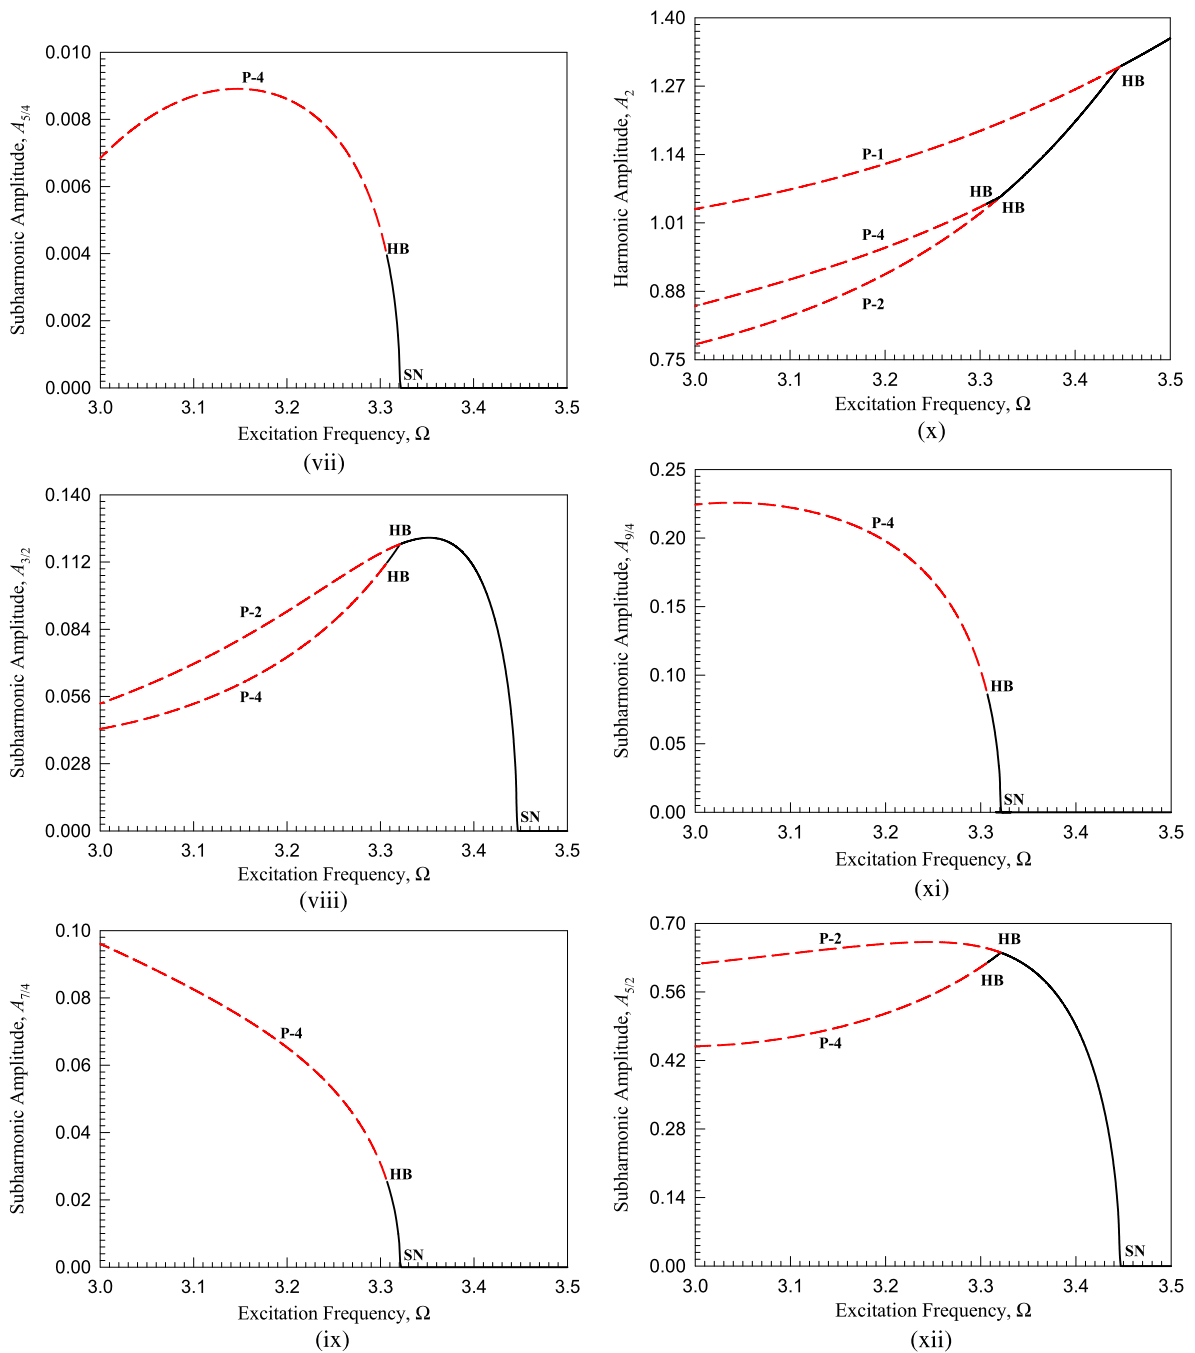 0.010
0.008
0.006
0.004
0.002
0.000
Subharmonic Amplitude, A5/4
P-4
HB
SN
3.0 3.1 3.2 3.3 3.4 3.5
Excitation Frequency, Ω
(vii)
0.140
0.112
0.084
0.056
0.028
0.000
Subharmonic Amplitude, A3/2
HB
HB
P-2
P-4
SN
3.0 3.1 3.2 3.3 3.4 3.5
Excitation Frequency, Ω
(viii)
0.10
0.08
0.06
0.04
0.02
0.00
Subharmonic Amplitude, A7/4
P-4
HB
SN
3.0 3.1 3.2 3.3 3.4 3.5
Excitation Frequency, Ω
(ix)
1.40
1.27
1.14
1.01
0.88
0.75
Harmonic Amplitude, A2
HB
P-1
HB
HB
P-4
P-2
3.0 3.1 3.2 3.3 3.4 3.5
Excitation Frequency, Ω
(x)
0.25
0.20
0.15
0.10
0.05
0.00
Subharmonic Amplitude, A9/4
P-4
HB
SN
3.0 3.1 3.2 3.3 3.4 3.5
Excitation Frequency, Ω
(xi)
0.70
0.56
0.42
0.28
0.14
0.00
Subharmonic Amplitude, A5/2
P-2
HB
HB
P-4
SN
3.0 3.1 3.2 3.3 3.4 3.5
Excitation Frequency, Ω
(xii)